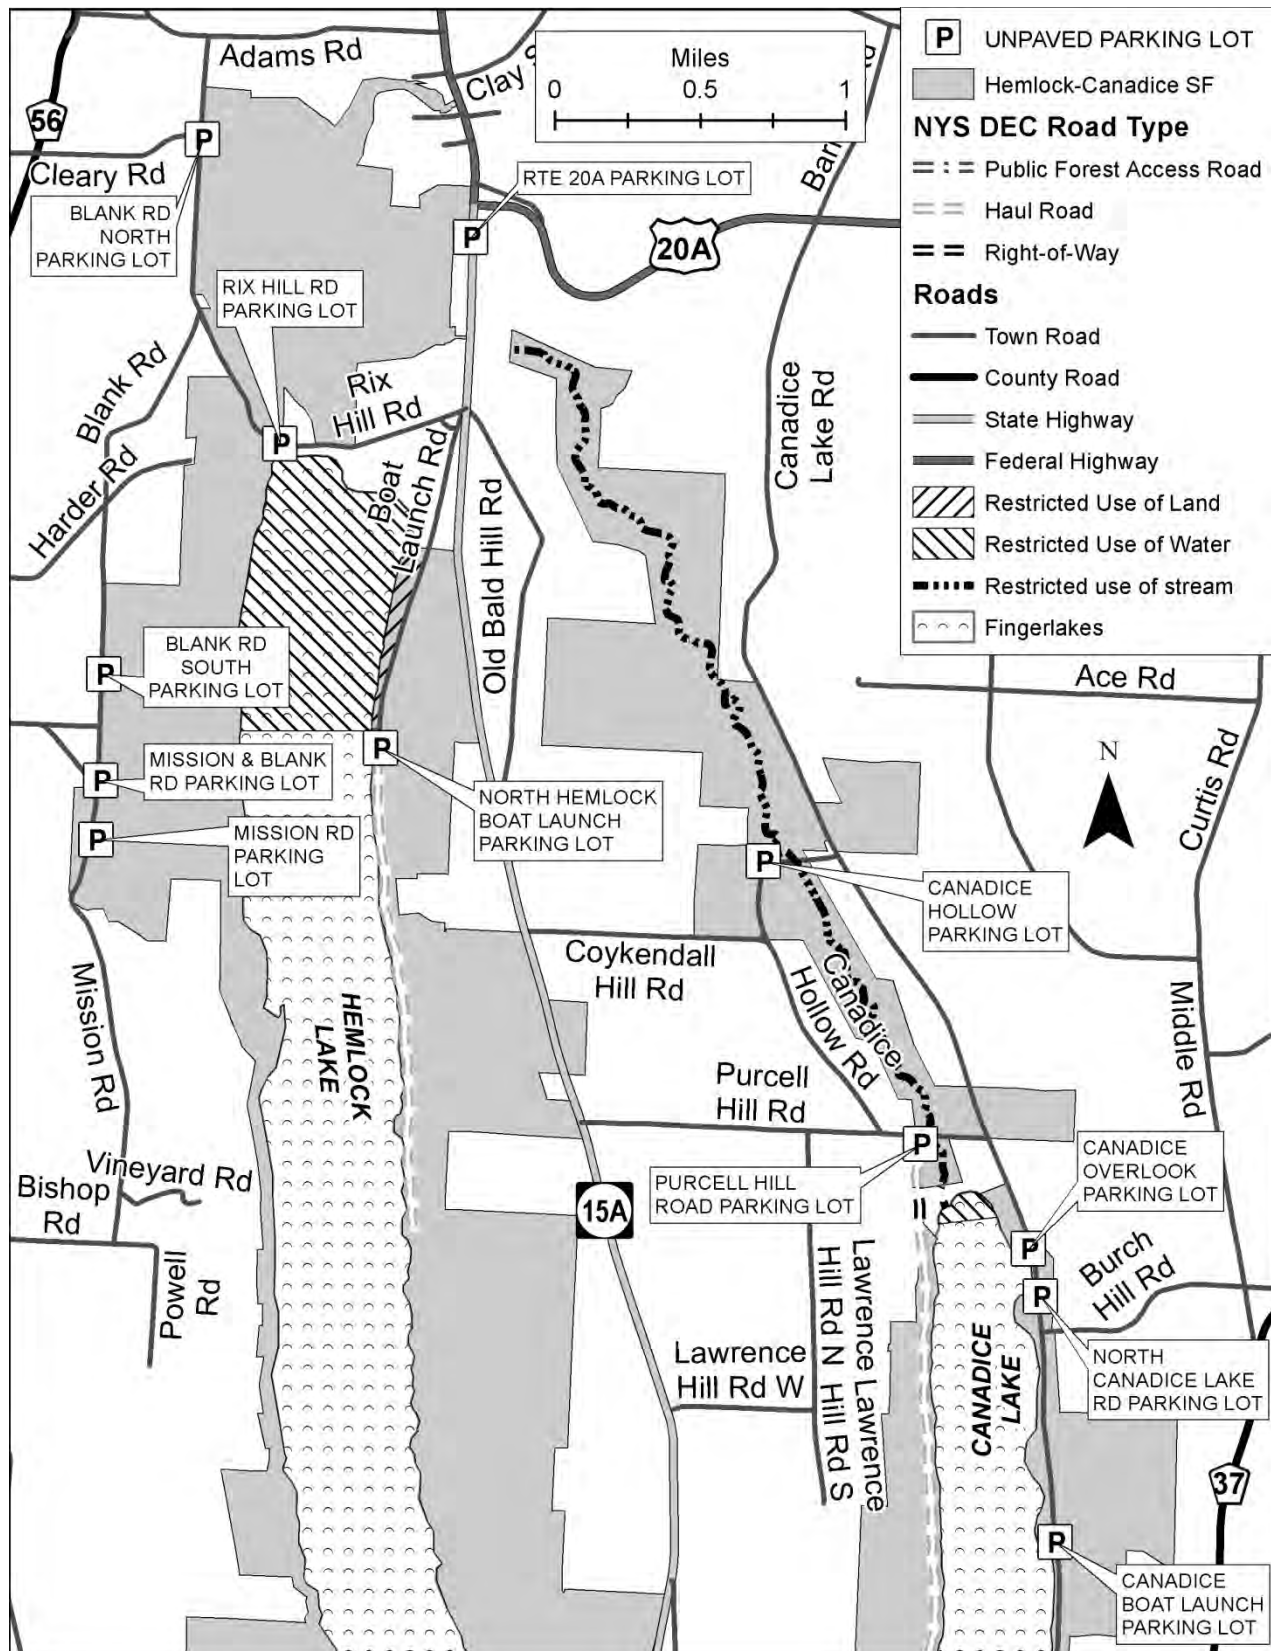 Adams Rd
Clay
Miles
0
0.5
1
P UNPAVED PARKING LOT
Hemlock-Canadice SF
NYS DEC Road Type
Public Forest Access Road
Haul Road
Right-of-Way
Roads
Town Road
County Road
State Highway
Federal Highway
Restricted Use of Land
Restricted Use of Water
Restricted use of stream
Fingerlakes
56
P
Cleary Rd
BLANK RD
NORTH
PARKING LOT
RTE 20A PARKING LOT
P
20A
RIX HILL RD
PARKING LOT
Blank Rd
Rix
Hill Rd
P
Harder Rd
Boat
Launch Rd
Old Bald Hill Rd
Canadice
Lake Rd
BLANK RD
SOUTH
PARKING LOT
P
Ace Rd
Curtis Rd
N
MISSION & BLANK
RD PARKING LOT
P
P
NORTH HEMLOCK
BOAT LAUNCH
PARKING LOT
MISSION RD
PARKING
LOT
P
P
CANADICE
HOLLOW
PARKING LOT
Coykendall
Hill Rd
Canadice
Hollow Rd
Mission Rd
HEMLOCK
LAKE
Middle Rd
Purcell
Hill Rd
P
PURCELL HILL
ROAD PARKING LOT
CANADICE
OVERLOOK
PARKING LOT
Vineyard Rd
Bishop
Rd
Powell
Rd
15A
P
P
Burch
Hill Rd
Lawrence
Hill Rd N
Lawrence
Hill Rd S
Lawrence
Hill Rd W
CANADICE
LAKE
NORTH
CANADICE LAKE
RD PARKING LOT
37
P
CANADICE
BOAT LAUNCH
PARKING LOT